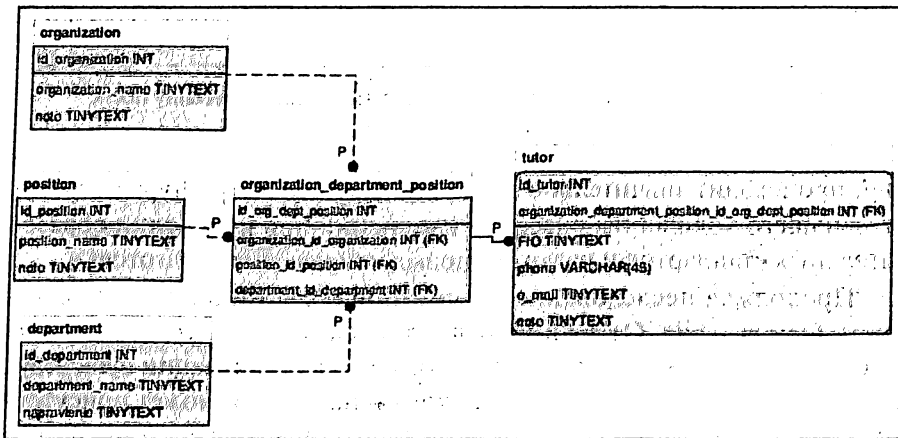 organization
id_organization INT
organization_name TINYTEXT
note TINYTEXT
P
position
id_position INT
position_name TINYTEXT
note TINYTEXT
P
organization_department_position
id_org_dept_position INT
organization_id_organization INT (FK)
position_id_position INT (FK)
department_id_department INT (FK)
P
department
id_department INT
department_name TINYTEXT
napravlenie TINYTEXT
P
tutor
id_tutor INT
organization_department_position_id_org_dept_position INT (FK)
FIO TINYTEXT
phone VARCHAR(45)
e_mail TINYTEXT
note TINYTEXT